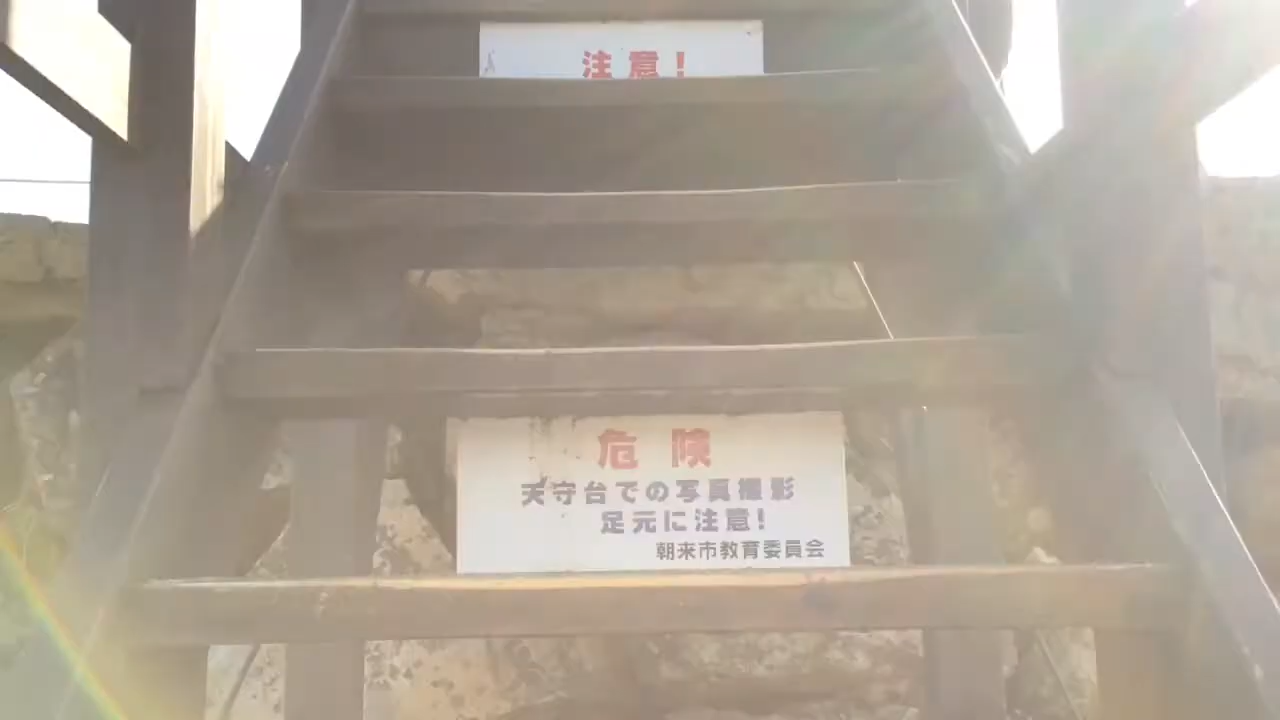 注意！
危険
天守台での写真撮影
足元に注意！
朝来市教育委員会